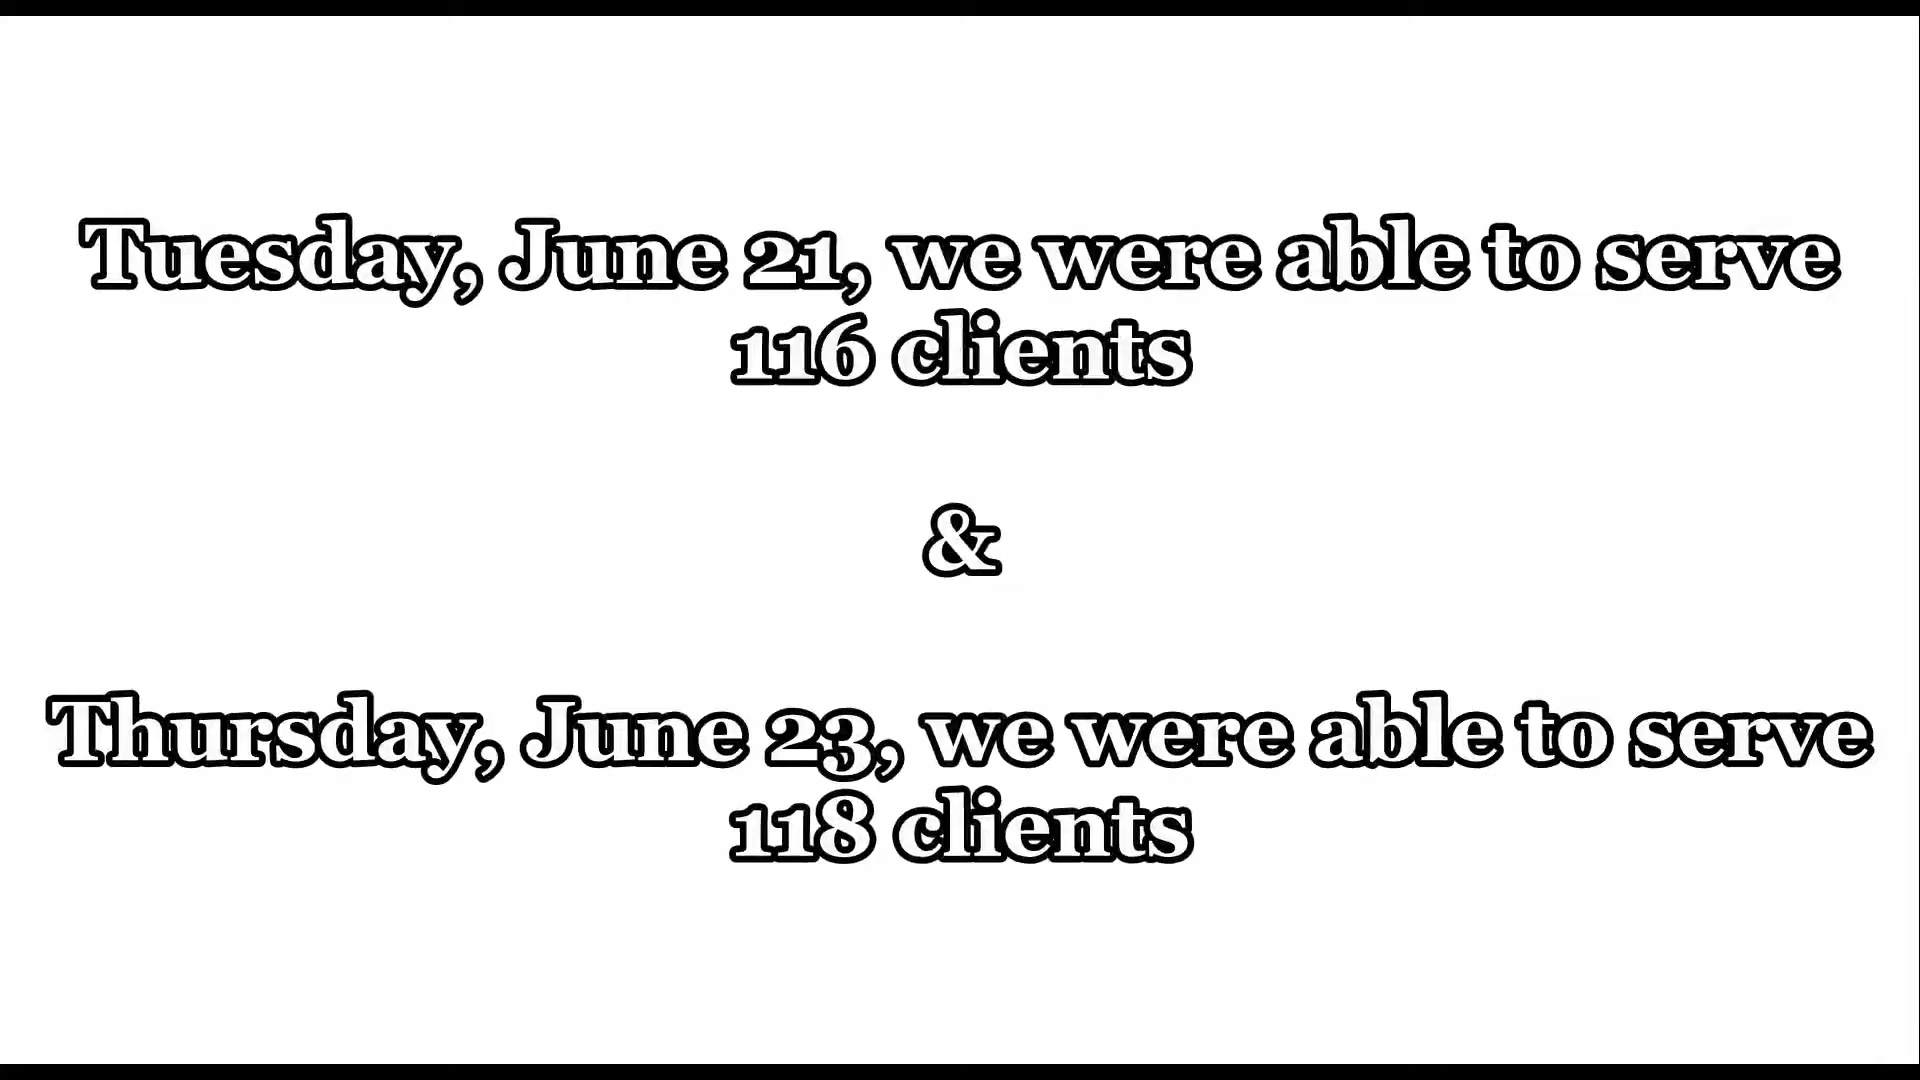 Tuesday, June 21, we were able to serve
116 clients
&
Thursday, June 23, we were able to serve
118 clients